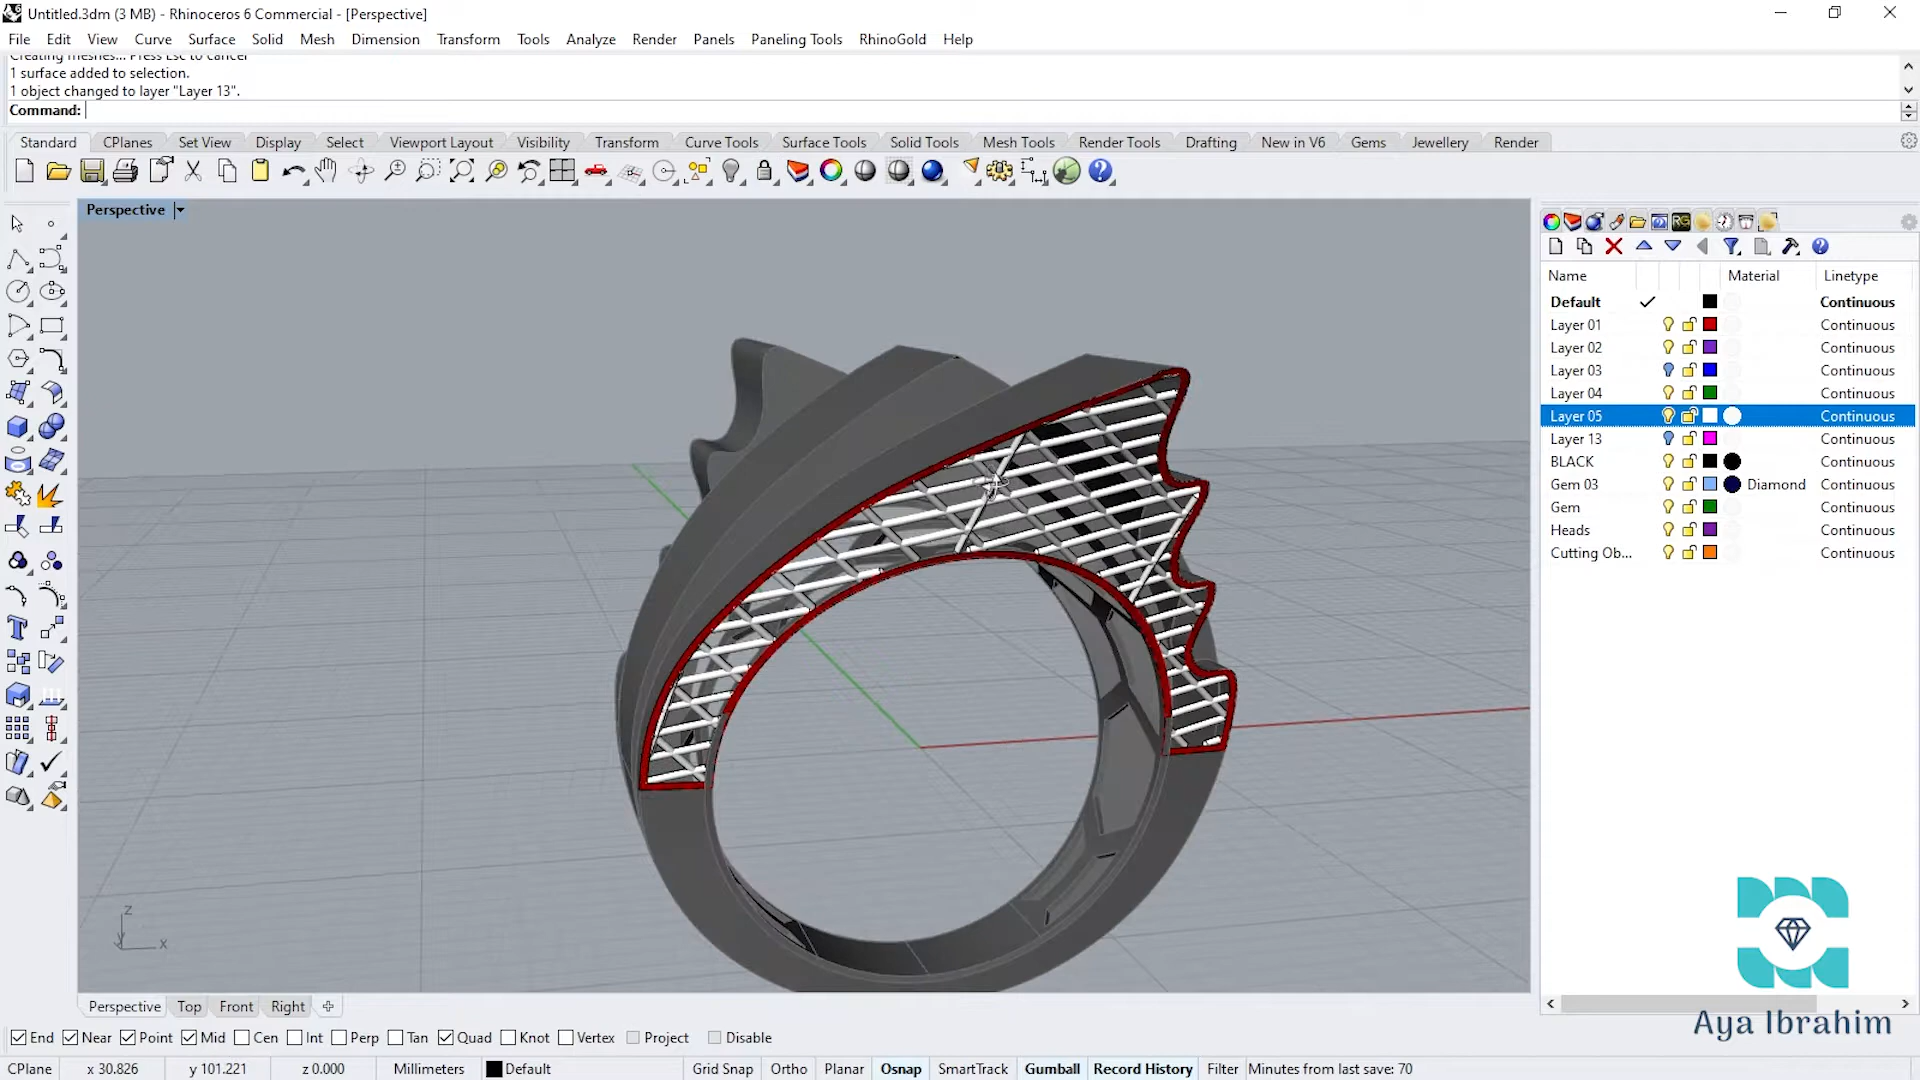 Untitled.3dm (3 MB) - Rhinoceros 6 Commercial - [Perspective]
File Edit View Curve Surface Solid Mesh Dimension Transform Tools Analyze Render Panels Paneling Tools RhinoGold Help
Creating meshes... Press Esc to cancel
1 surface added to selection.
1 object changed to layer "Layer 13".
Command:
Standard CPlanes Set View Display Select Viewport Layout Visibility Transform Curve Tools Surface Tools Solid Tools Mesh Tools Render Tools Drafting New in V6 Gems Jewellery Render
Perspective
RG
Name Material Linetype
Default Continuous
Layer 01 Continuous
Layer 02 Continuous
Layer 03 Continuous
Layer 04 Continuous
Layer 05 Continuous
Layer 13 Continuous
BLACK Continuous
Gem 03 Diamond Continuous
Gem Continuous
Heads Continuous
Cutting Ob... Continuous
z
x
Aya Ibrahim
Perspective Top Front Right
End Near Point Mid Cen Int Perp Tan Quad Knot Vertex Project Disable
CPlane x 30.826 y 101.221 z 0.000 Millimeters Default Grid Snap Ortho Planar Osnap SmartTrack Gumball Record History Filter Minutes from last save: 70